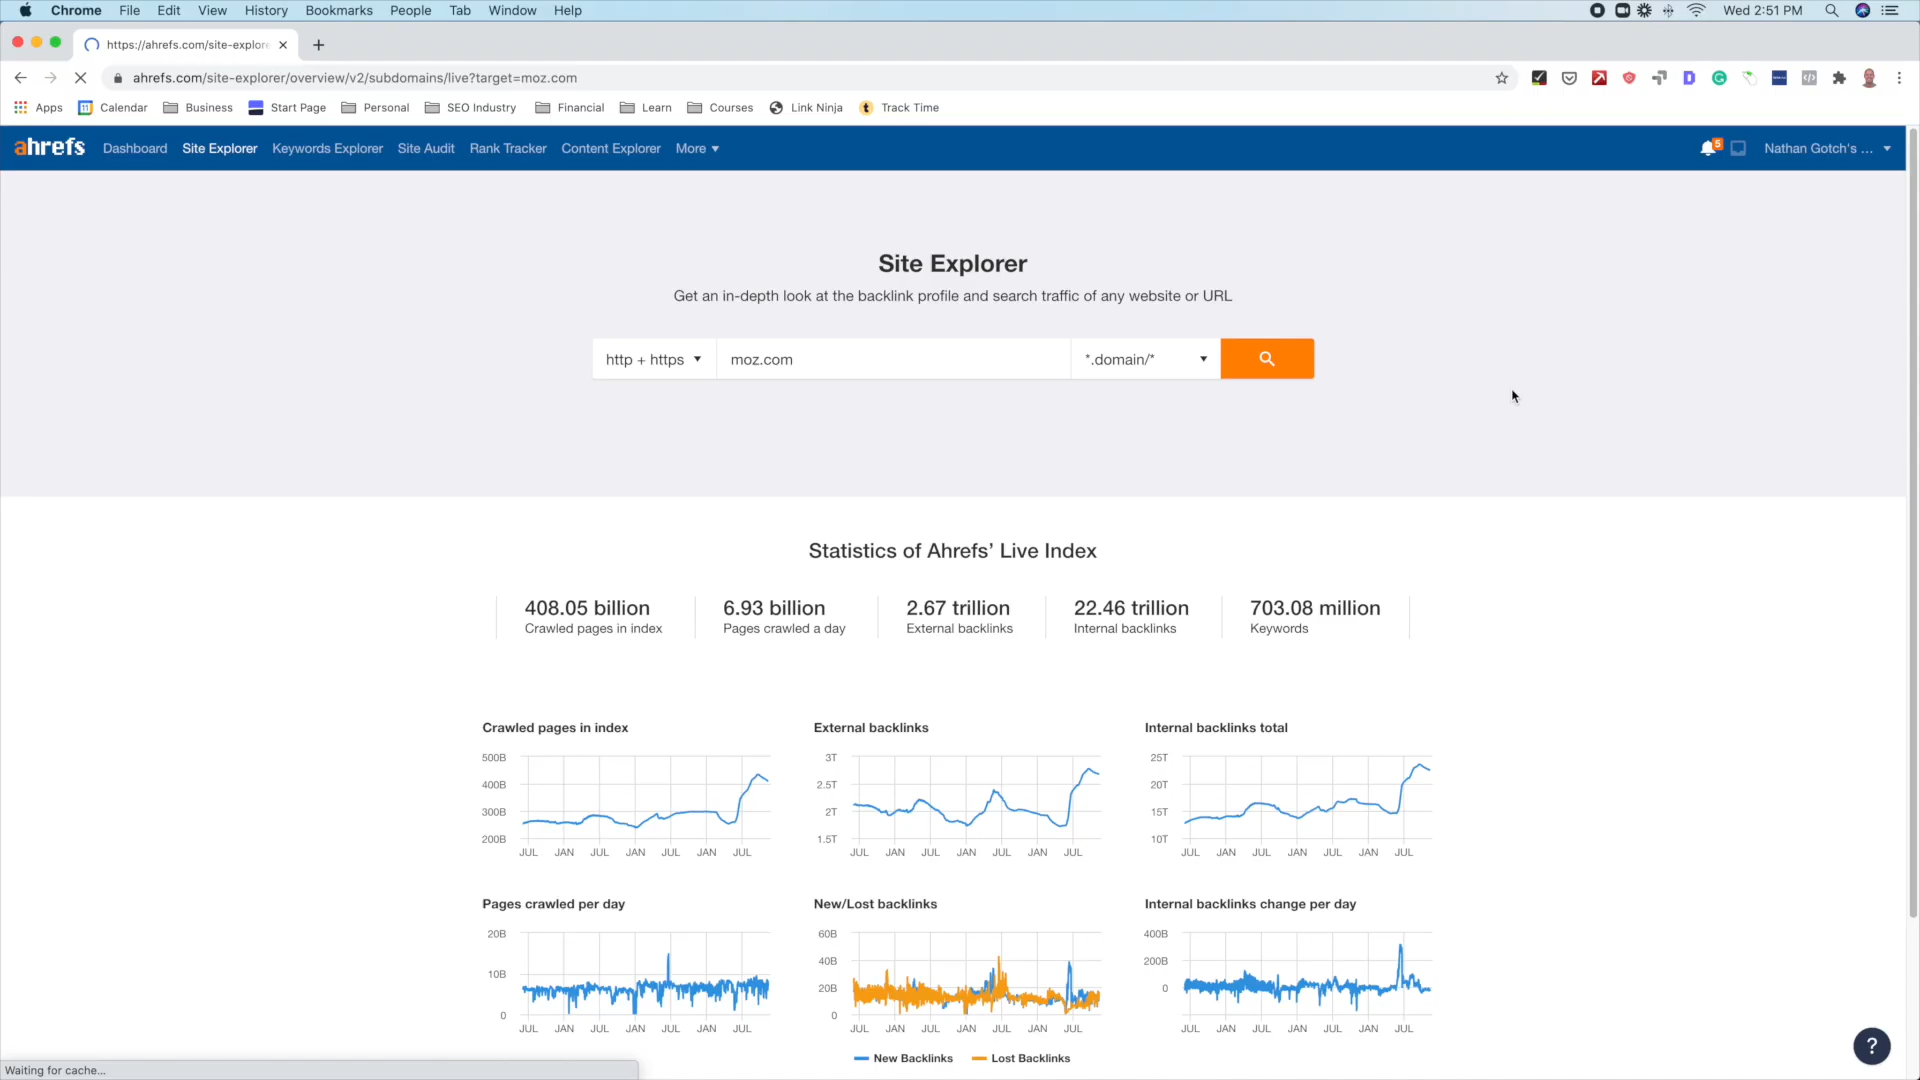 Chrome File Edit View History Bookmarks People Tab Window Help Wed 2:51 PM
https://ahrefs.com/site-explore
ahrefs.com/site-explorer/overview/v2/subdomains/live?target=moz.com
Apps Calendar Business Start Page Personal SEO Industry Financial Learn Courses Link Ninja Track Time
ahrefs Dashboard Site Explorer Keywords Explorer Site Audit Rank Tracker Content Explorer More 5 Nathan Gotch's ...
Site Explorer
Get an in-depth look at the backlink profile and search traffic of any website or URL
http + https moz.com *.domain/*
Statistics of Ahrefs’ Live Index
408.05 billion 6.93 billion 2.67 trillion 22.46 trillion 703.08 million
Crawled pages in index Pages crawled a day External backlinks Internal backlinks Keywords
Crawled pages in index
500B
400B
300B
200B
JUL JAN JUL JAN JUL JAN JUL
External backlinks
3T
2.5T
2T
1.5T
JUL JAN JUL JAN JUL JAN JUL
Internal backlinks total
25T
20T
15T
10T
JUL JAN JUL JAN JUL JAN JUL
Pages crawled per day
20B
10B
0
JUL JAN JUL JAN JUL JAN JUL
New/Lost backlinks
60B
40B
20B
0
JUL JAN JUL JAN JUL JAN JUL
New Backlinks Lost Backlinks
Internal backlinks change per day
400B
200B
0
JUL JAN JUL JAN JUL JAN JUL
?
Waiting for cache...